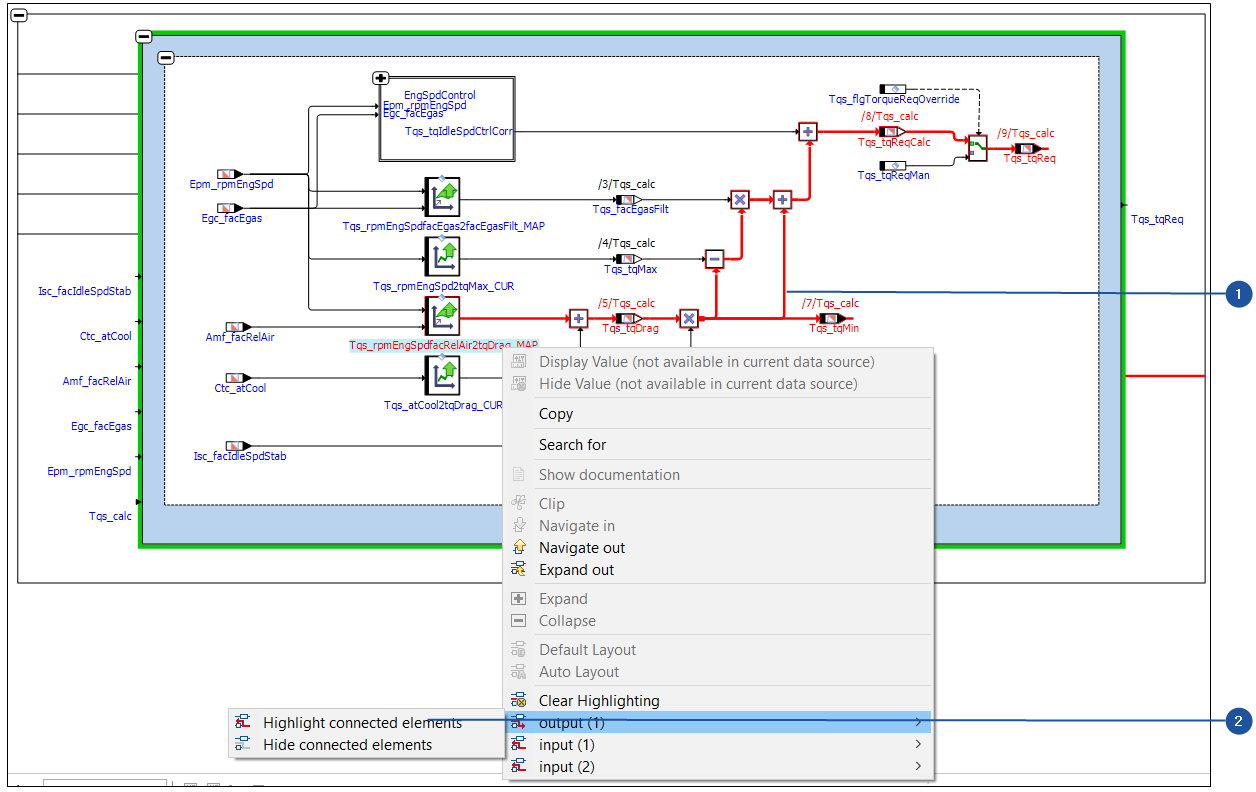 EngSpdControl
Epm_rpmEngSpd
Egc_facEgas
Tqs_tqIdleSpdCtrlCorr
Tqs_flgTorqueReqOverride
/8/Tqs_calc
Tqs_tqReqCalc
/9/Tqs_calc
Tqs_tqReq
Tqs_tqReqMan
Epm_rpmEngSpd
Egc_facEgas
/3/Tqs_calc
Tqs_facEgasFilt
Tqs_rpmEngSpdfacEgas2facEgasFilt_MAP
Tqs_tqReq
/4/Tqs_calc
Tqs_tqMax
Tqs_rpmEngSpd2tqMax_CUR
Isc_facIdleSpdStab
1
/5/Tqs_calc
Tqs_tqDrag
/7/Tqs_calc
Tqs_tqMin
Ctc_atCool
Amf_facRelAir
Tqs_rpmEngSpdfacRelAir2tqDrag_MAP
Amf_facRelAir
Ctc_atCool
Tqs_atCool2tqDrag_CUR
Egc_facEgas
Isc_facIdleSpdStab
Epm_rpmEngSpd
Tqs_calc
Display Value (not available in current data source)
Hide Value (not available in current data source)
Copy
Search for
Show documentation
Clip
Navigate in
Navigate out
Expand out
Expand
Collapse
Default Layout
Auto Layout
Clear Highlighting
output (1)
input (1)
input (2)
Highlight connected elements
Hide connected elements
2